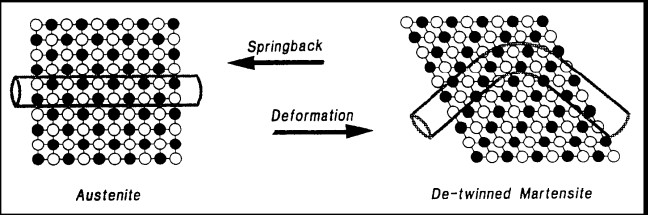 Springback
Deformation
Austenite
De-twinned Martensite